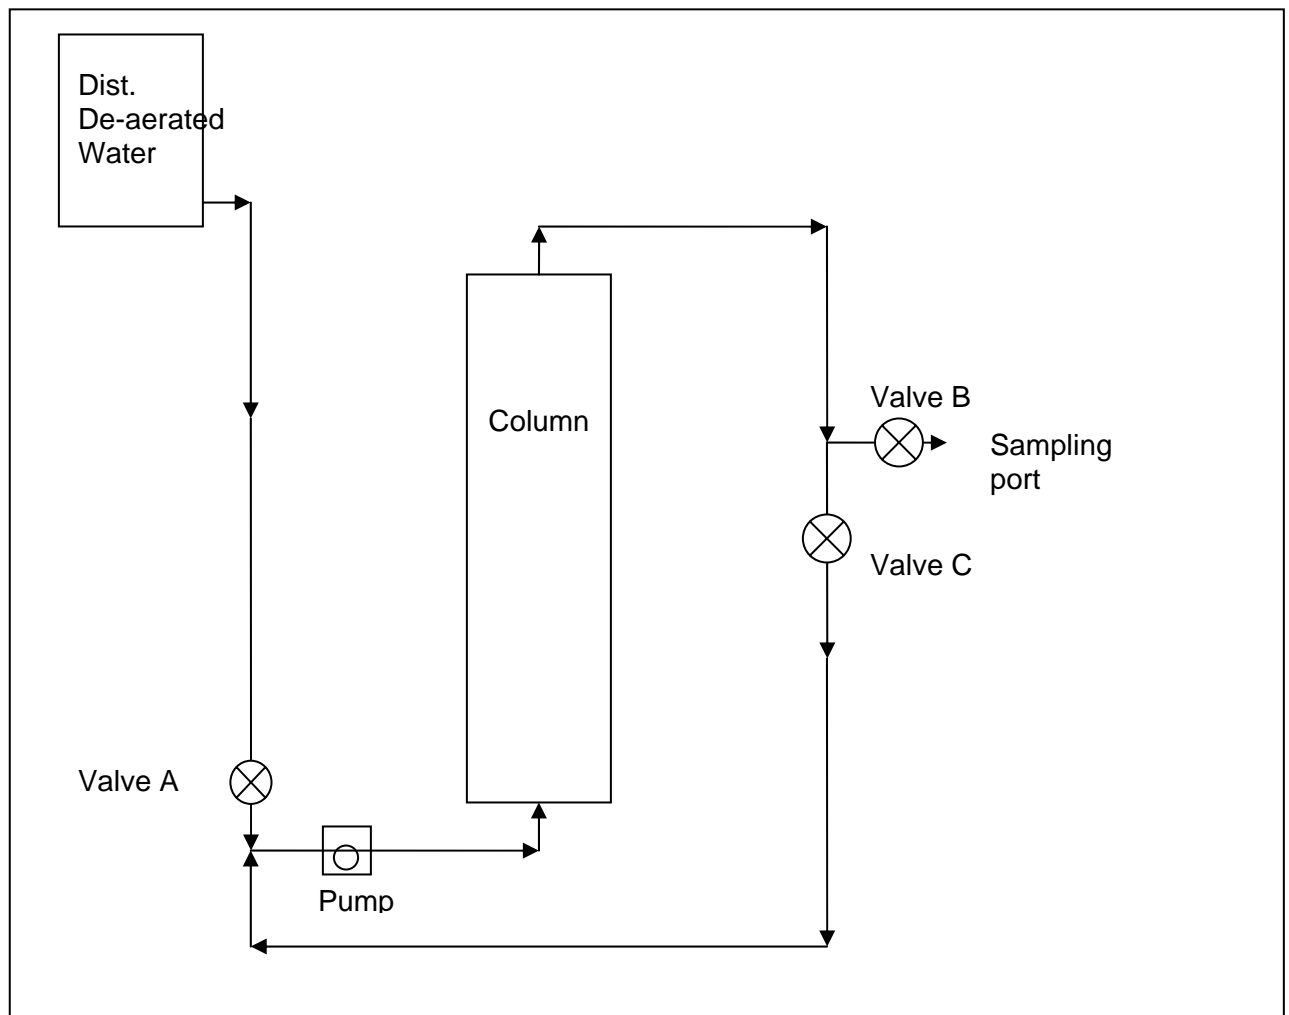 Dist.
De-aerated
Water
Valve B
Column
Sampling
port
Valve C
Valve A
Pump